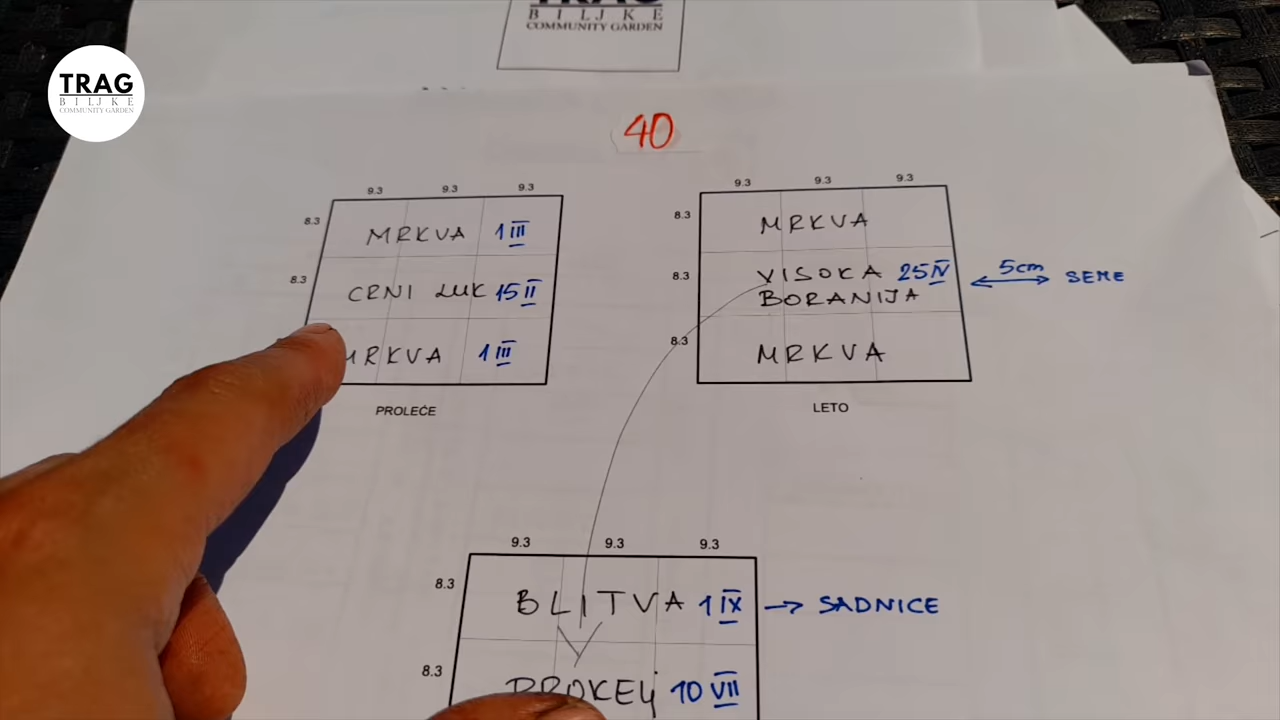 TRAG
BILJKE
COMMUNITY GARDEN
TRAG
BILJKE
COMMUNITY GARDEN
40
9.3 9.3 9.3
8.3
MRKVA 1 III
8.3
CRNI LUK 15 II
MRKVA 1 III
PROLEĆE
9.3 9.3 9.3
8.3
MRKVA
8.3
VISOKA 25 IV
BORANIJA
5cm SEME
8.3
MRKVA
LETO
9.3 9.3 9.3
8.3
BLITVA 1 IX → SADNICE
8.3
PROKELJ 10 VII